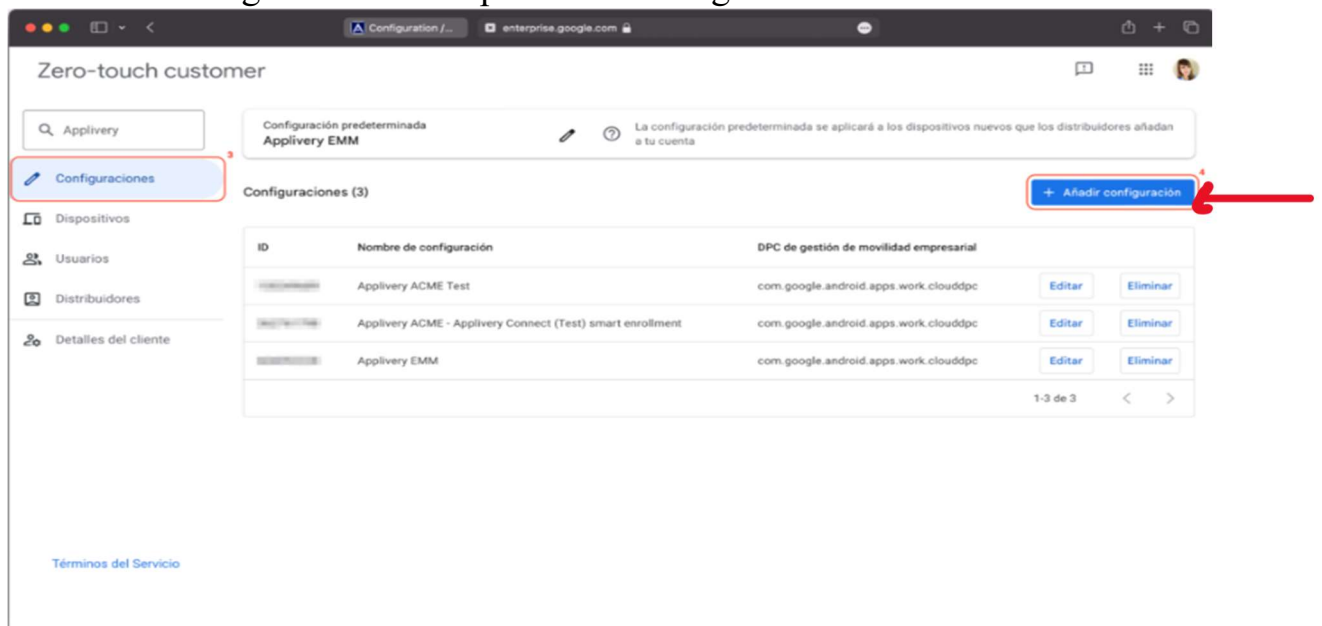 Configuration /...
enterprise.google.com
Zero-touch customer
Applivery
Configuración predeterminada
Applivery EMM
La configuración predeterminada se aplicará a los dispositivos nuevos que los distribuidores añadan
a tu cuenta
3
Configuraciones
Dispositivos
Usuarios
Distribuidores
Detalles del cliente
Configuraciones (3)
4
+ Añadir configuración
ID Nombre de configuración DPC de gestión de movilidad empresarial
Applivery ACME Test com.google.android.apps.work.clouddpc Editar Eliminar
Applivery ACME - Applivery Connect (Test) smart enrollment com.google.android.apps.work.clouddpc Editar Eliminar
Applivery EMM com.google.android.apps.work.clouddpc Editar Eliminar
1-3 de 3
Términos del Servicio